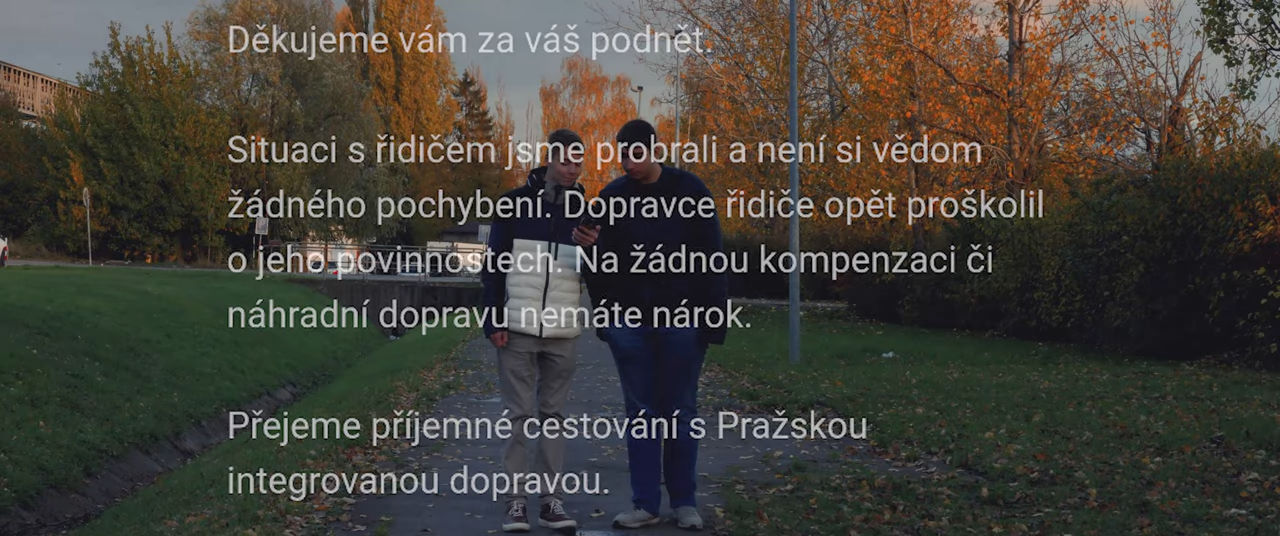 Děkujeme vám za váš podnět.
Situaci s řidičem jsme probrali a není si vědom
žádného pochybení. Dopravce řidiče opět proškolil
o jeho povinnostech. Na žádnou kompenzaci či
náhradní dopravu nemáte nárok.
Přejeme příjemné cestování s Pražskou
integrovanou dopravou.